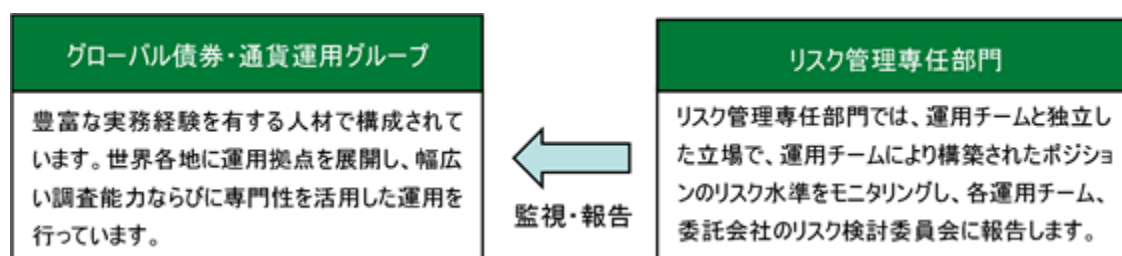 グローバル債券・通貨運用グループ
豊富な実務経験を有する人材で構成されて
います。世界各地に運用拠点を展開し、幅広
い調査能力ならびに専門性を活用した運用を
行っています。
監視・報告
リスク管理専任部門
リスク管理専任部門では、運用チームと独立し
た立場で、運用チームにより構築されたポジショ
ンのリスク水準をモニタリングし、各運用チーム、
委託会社のリスク検討委員会に報告します。